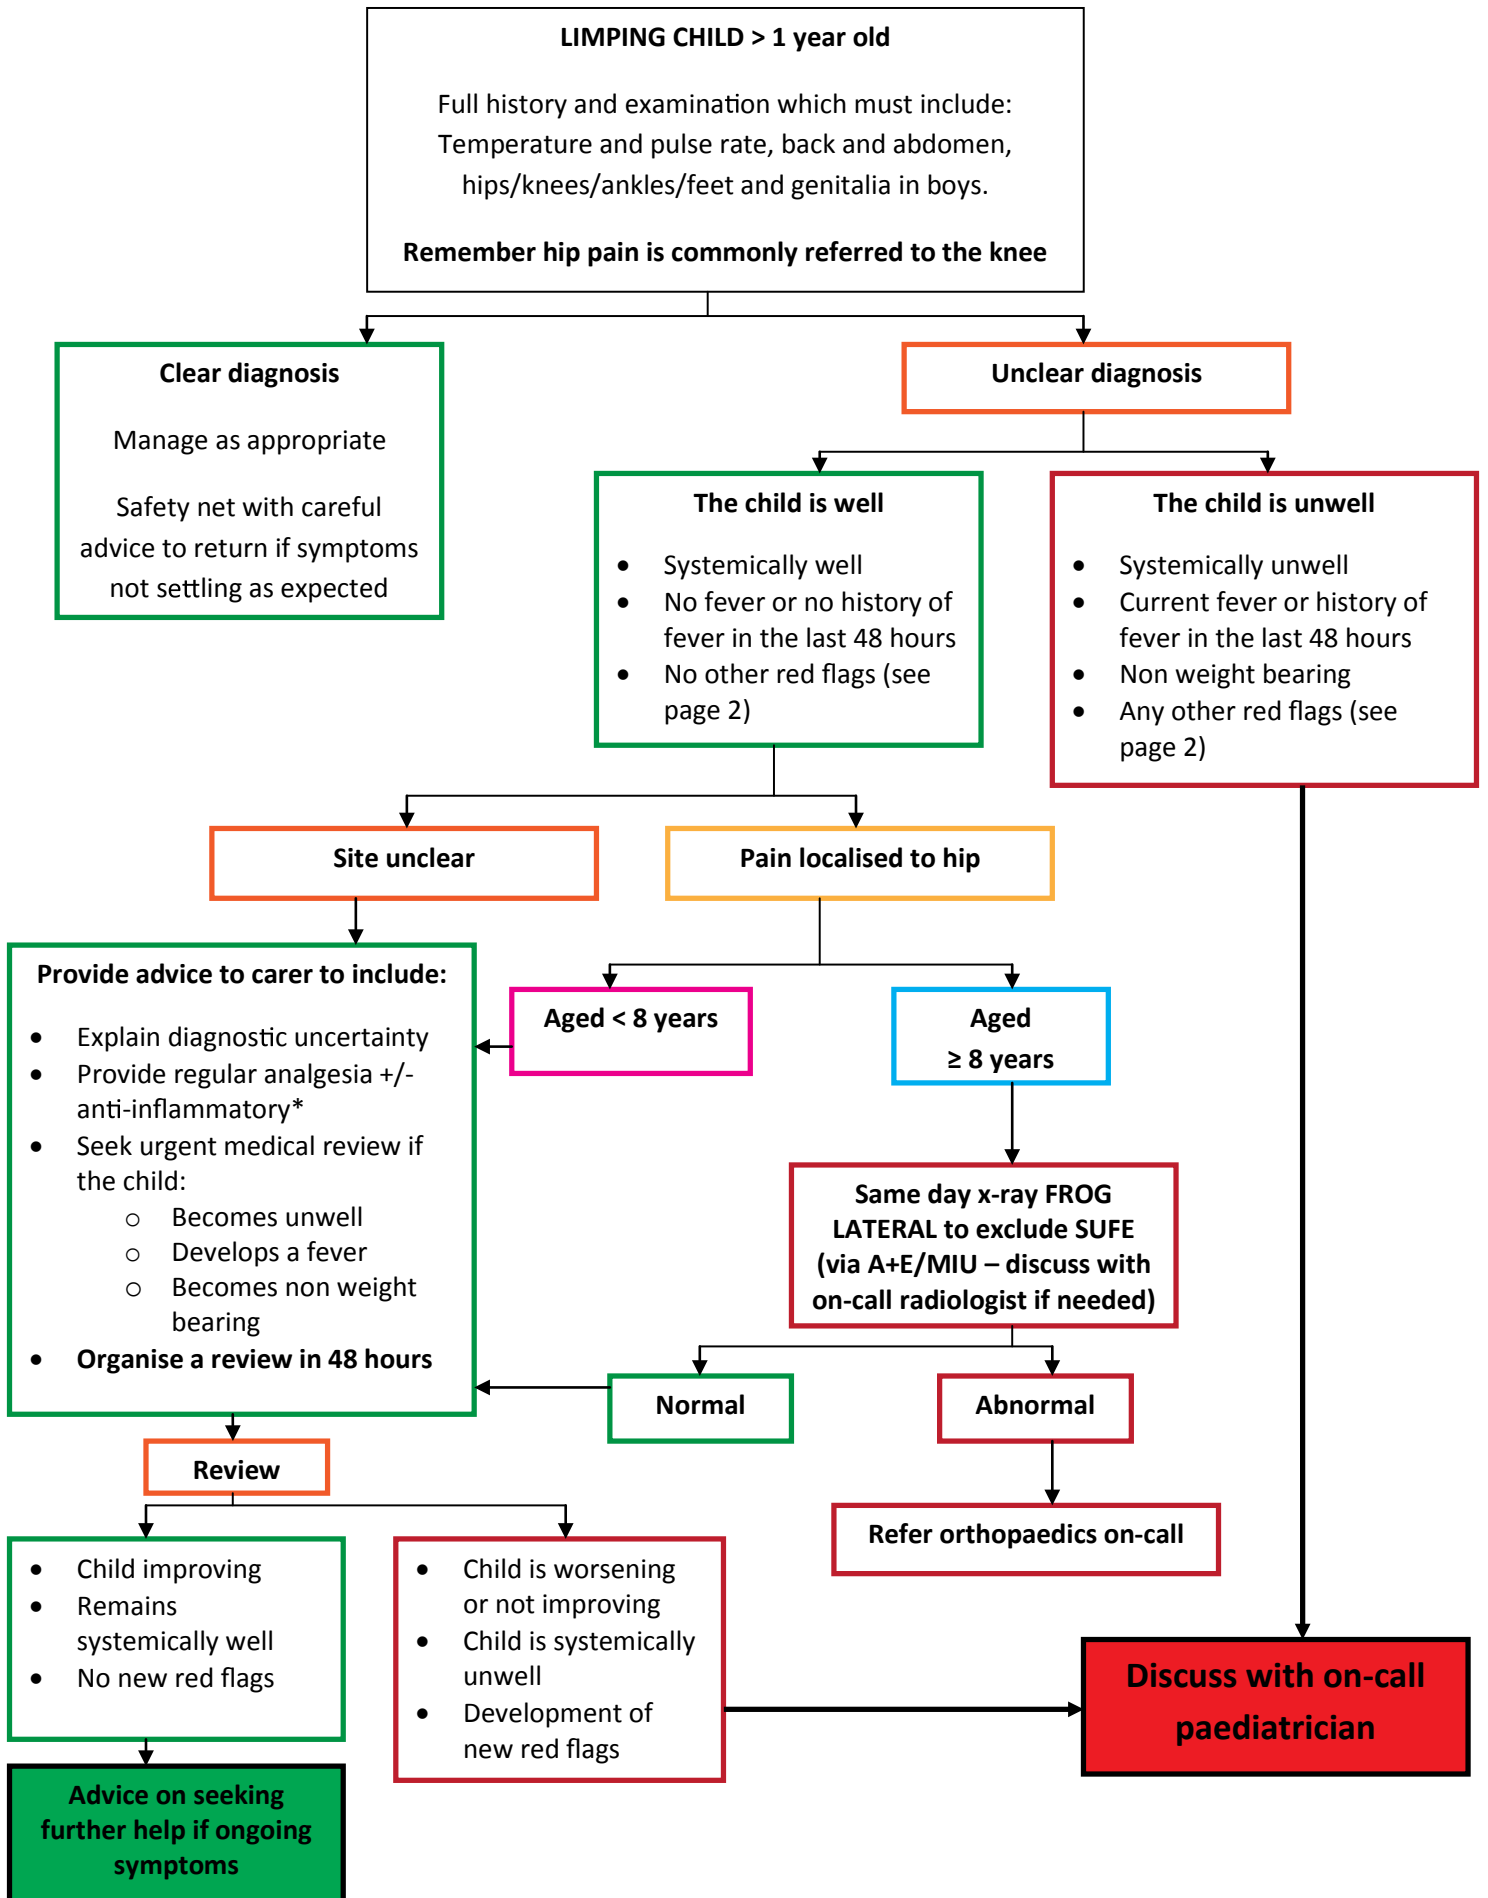 LIMPING CHILD > 1 year old
Full history and examination which must include:
Temperature and pulse rate, back and abdomen,
hips/knees/ankles/feet and genitalia in boys.
Remember hip pain is commonly referred to the knee
Clear diagnosis
Manage as appropriate
Safety net with careful
advice to return if symptoms
not settling as expected
Unclear diagnosis
The child is well
• Systemically well
• No fever or no history of
fever in the last 48 hours
• No other red flags (see
page 2)
The child is unwell
• Systemically unwell
• Current fever or history of
fever in the last 48 hours
• Non weight bearing
• Any other red flags (see
page 2)
Site unclear
Pain localised to hip
Provide advice to carer to include:
• Explain diagnostic uncertainty
• Provide regular analgesia +/-
anti-inflammatory*
• Seek urgent medical review if
the child:
o Becomes unwell
o Develops a fever
o Becomes non weight
bearing
• Organise a review in 48 hours
Aged < 8 years
Aged
≥ 8 years
Same day x-ray FROG
LATERAL to exclude SUFE
(via A+E/MIU – discuss with
on-call radiologist if needed)
Normal
Abnormal
Review
Refer orthopaedics on-call
• Child improving
• Remains
systemically well
• No new red flags
• Child is worsening
or not improving
• Child is systemically
unwell
• Development of
new red flags
Discuss with on-call
paediatrician
Advice on seeking
further help if ongoing
symptoms